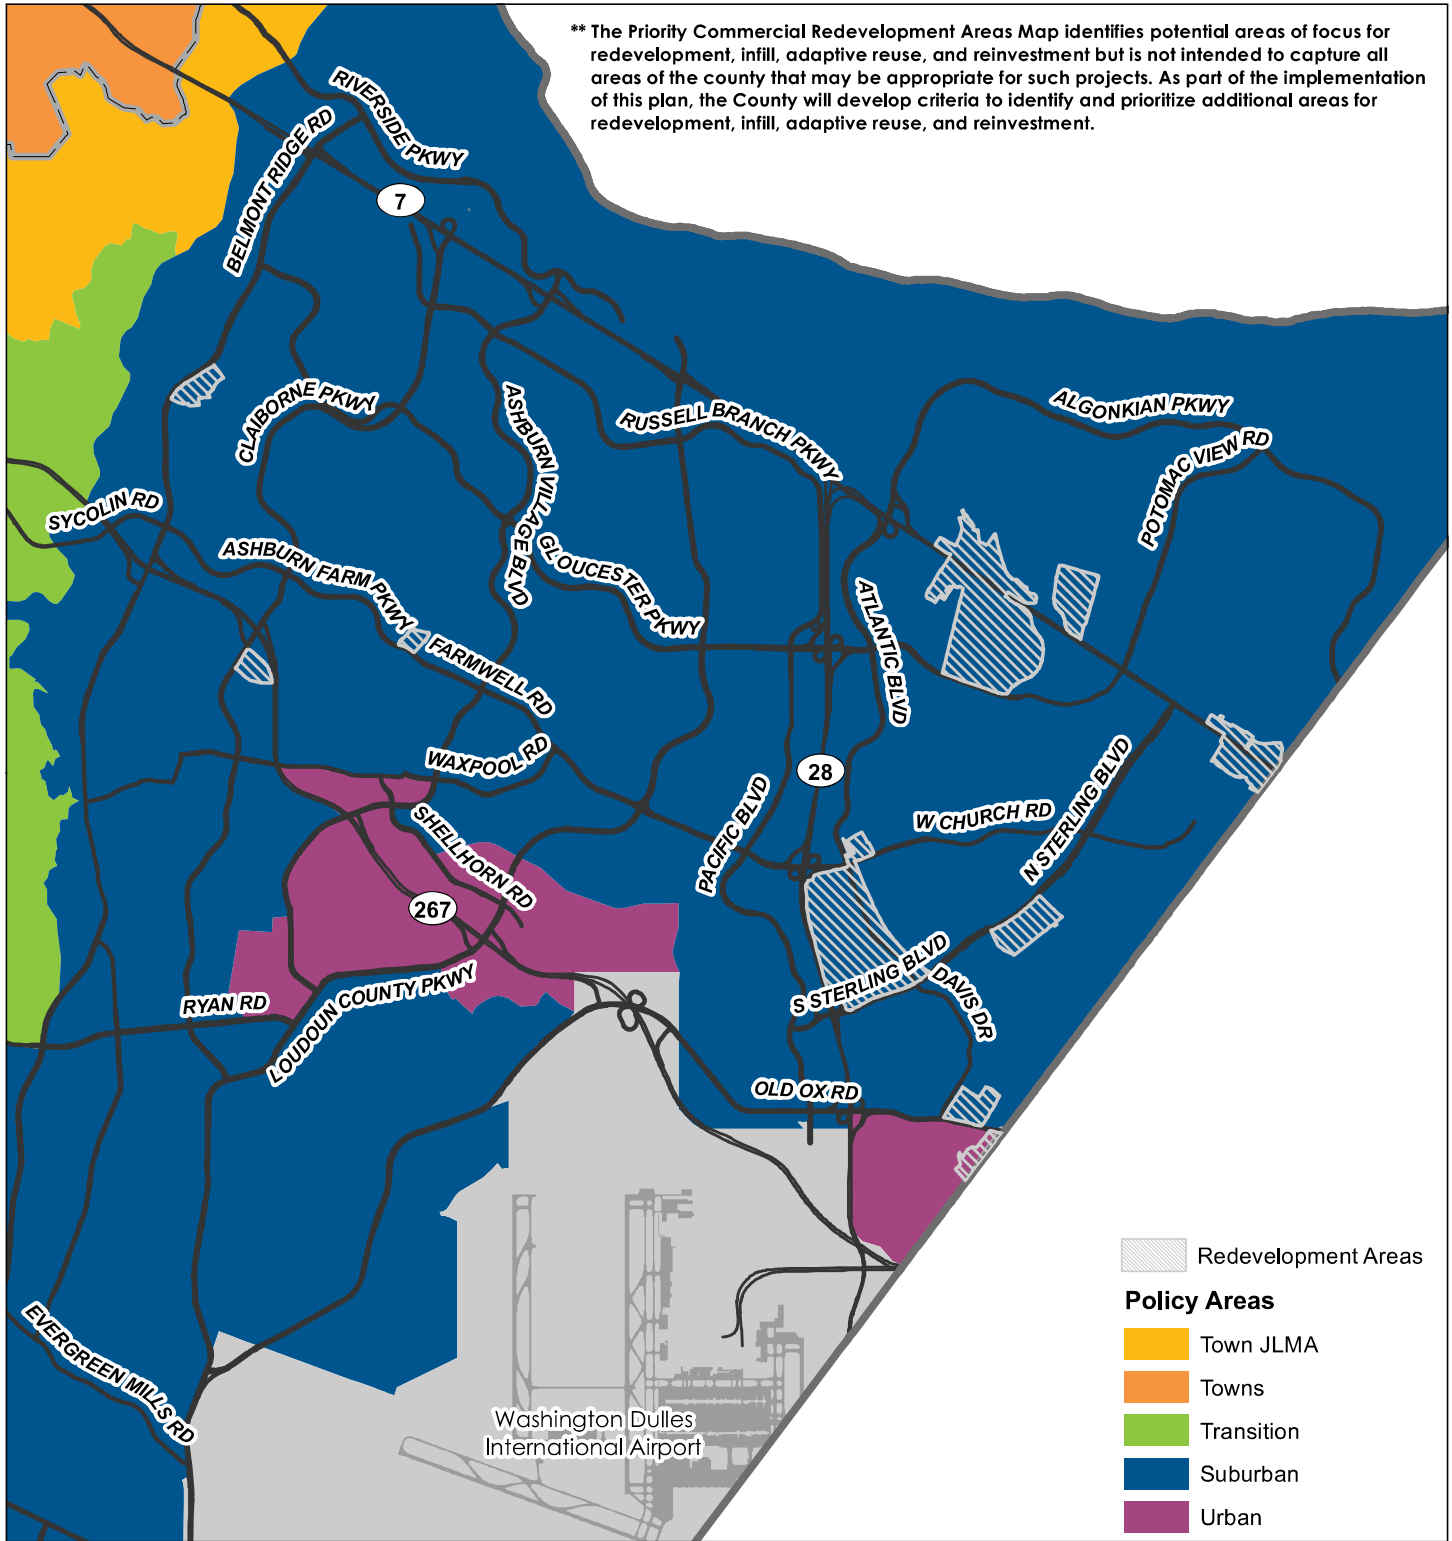 ** The Priority Commercial Redevelopment Areas Map identifies potential areas of focus for
redevelopment, infill, adaptive reuse, and reinvestment but is not intended to capture all
areas of the county that may be appropriate for such projects. As part of the implementation
of this plan, the County will develop criteria to identify and prioritize additional areas for
redevelopment, infill, adaptive reuse, and reinvestment.
RIVERSIDE PKWY
BELMONT RIDGE RD
7
CLAIBORNE PKWY
ASHBURN VILLAGE BLVD
RUSSELL BRANCH PKWY
ALGONKIAN PKWY
POTOMAC VIEW RD
SYCOLIN RD
ASHBURN FARM PKWY
GLOUCESTER PKWY
ATLANTIC BLVD
FARMWELL RD
WAXPOOL RD
28
PACIFIC BLVD
W CHURCH RD
N STERLING BLVD
SHELLHORN RD
267
S STERLING BLVD
DAVIS DR
RYAN RD
LOUDOUN COUNTY PKWY
OLD OX RD
EVERGREEN MILLS RD
Washington Dulles
International Airport
Redevelopment Areas
Policy Areas
Town JLMA
Towns
Transition
Suburban
Urban